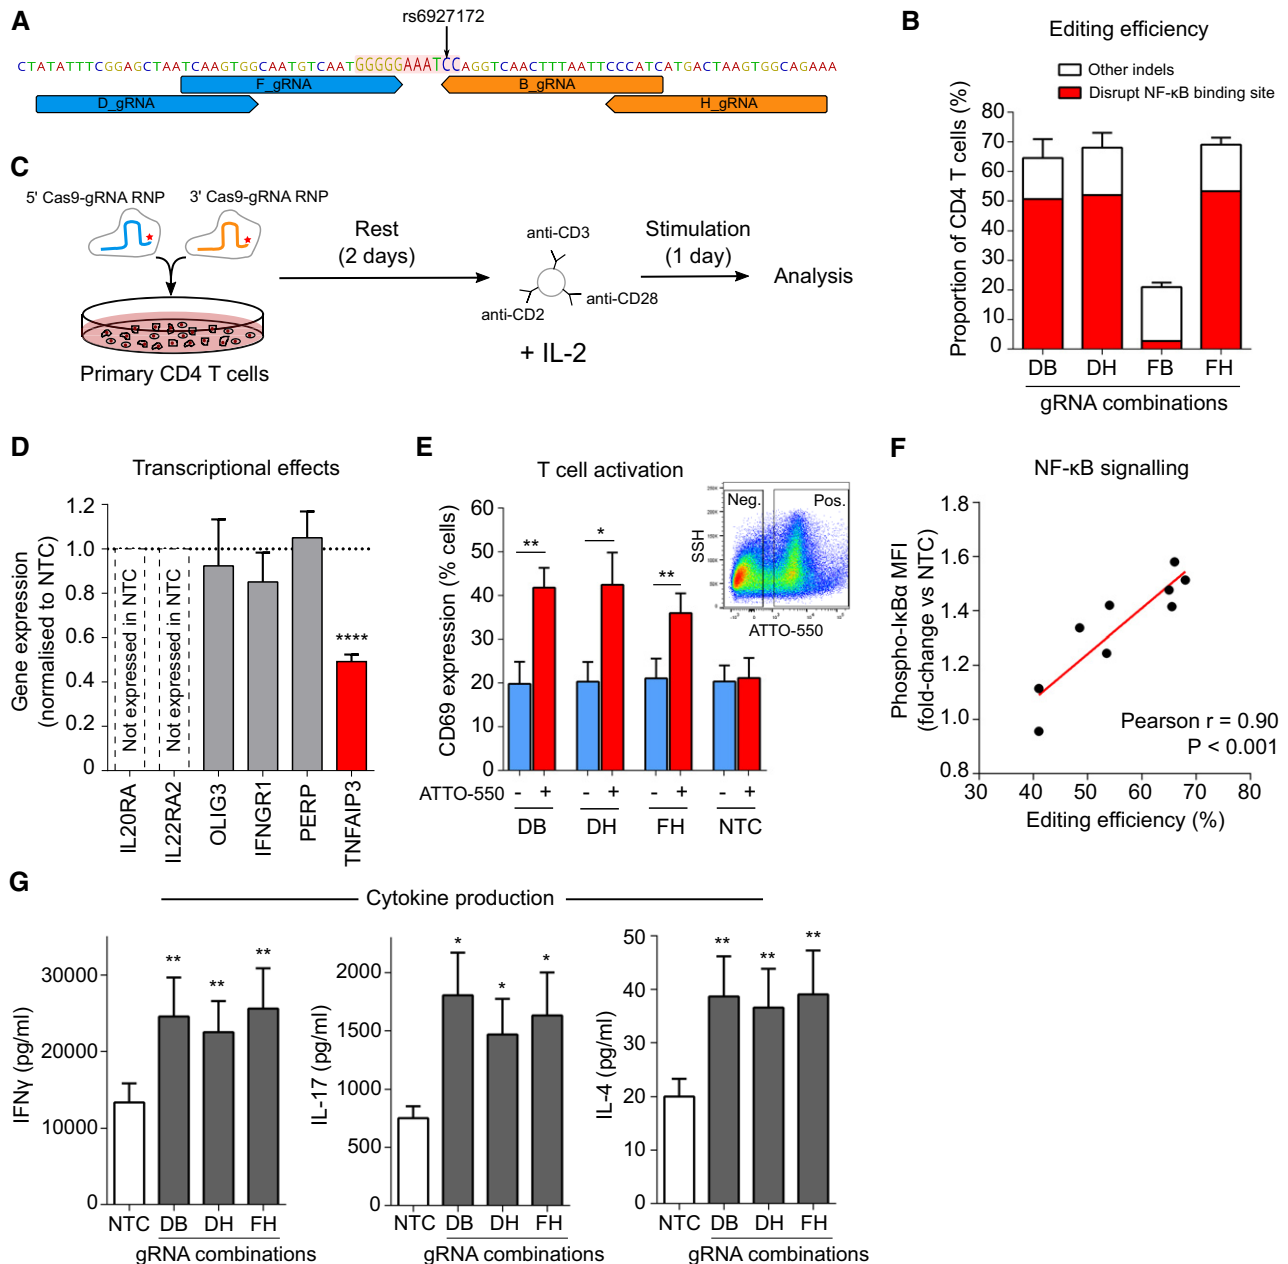 A
rs6927172
CTATATTTCGGAGCTAATCAAGTGGCAATGTCAATGGGGGAAATCCAGGTCAACTTTAATTCCCATCATGACTAAGTGGCAGAAA
F_gRNA
B_gRNA
D_gRNA
H_gRNA
B
Editing efficiency
Other indels
Disrupt NF-κB binding site
Proportion of CD4 T cells (%)
80
70
60
50
40
30
20
10
0
DB DH FB FH
gRNA combinations
C
5' Cas9-gRNA RNP
3' Cas9-gRNA RNP
Primary CD4 T cells
Rest
(2 days)
anti-CD3
anti-CD28
anti-CD2
+ IL-2
Stimulation
(1 day)
Analysis
D
Transcriptional effects
Gene expression
(normalised to NTC)
1.2
1.0
0.8
0.6
0.4
0.2
0
Not expressed in NTC
Not expressed in NTC
****
IL20RA
IL22RA2
OLIG3
IFNGR1
PERP
TNFAIP3
E
T cell activation
CD69 expression (% cells)
60
50
40
30
20
10
0
**
*
**
ATTO-550 - + - + - + - +
DB DH FH NTC
Neg.
Pos.
SSH
ATTO-550
F
NF-κB signalling
Phospho-IκBα MFI
(fold-change vs NTC)
1.8
1.6
1.4
1.2
1.0
0.8
Pearson r = 0.90
P < 0.001
30 40 50 60 70 80
Editing efficiency (%)
G
Cytokine production
IFNγ (pg/ml)
30000
20000
10000
0
** ** **
NTC DB DH FH
gRNA combinations
IL-17 (pg/ml)
2000
1500
1000
500
0
* * *
NTC DB DH FH
gRNA combinations
IL-4 (pg/ml)
50
40
30
20
10
0
** ** **
NTC DB DH FH
gRNA combinations